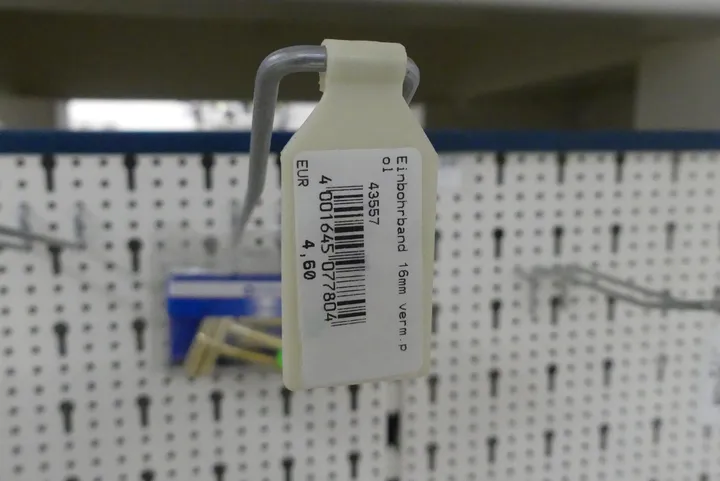 Einbohrband 16mm verm.p
ol
43557
4 001645 077804
EUR 4,60